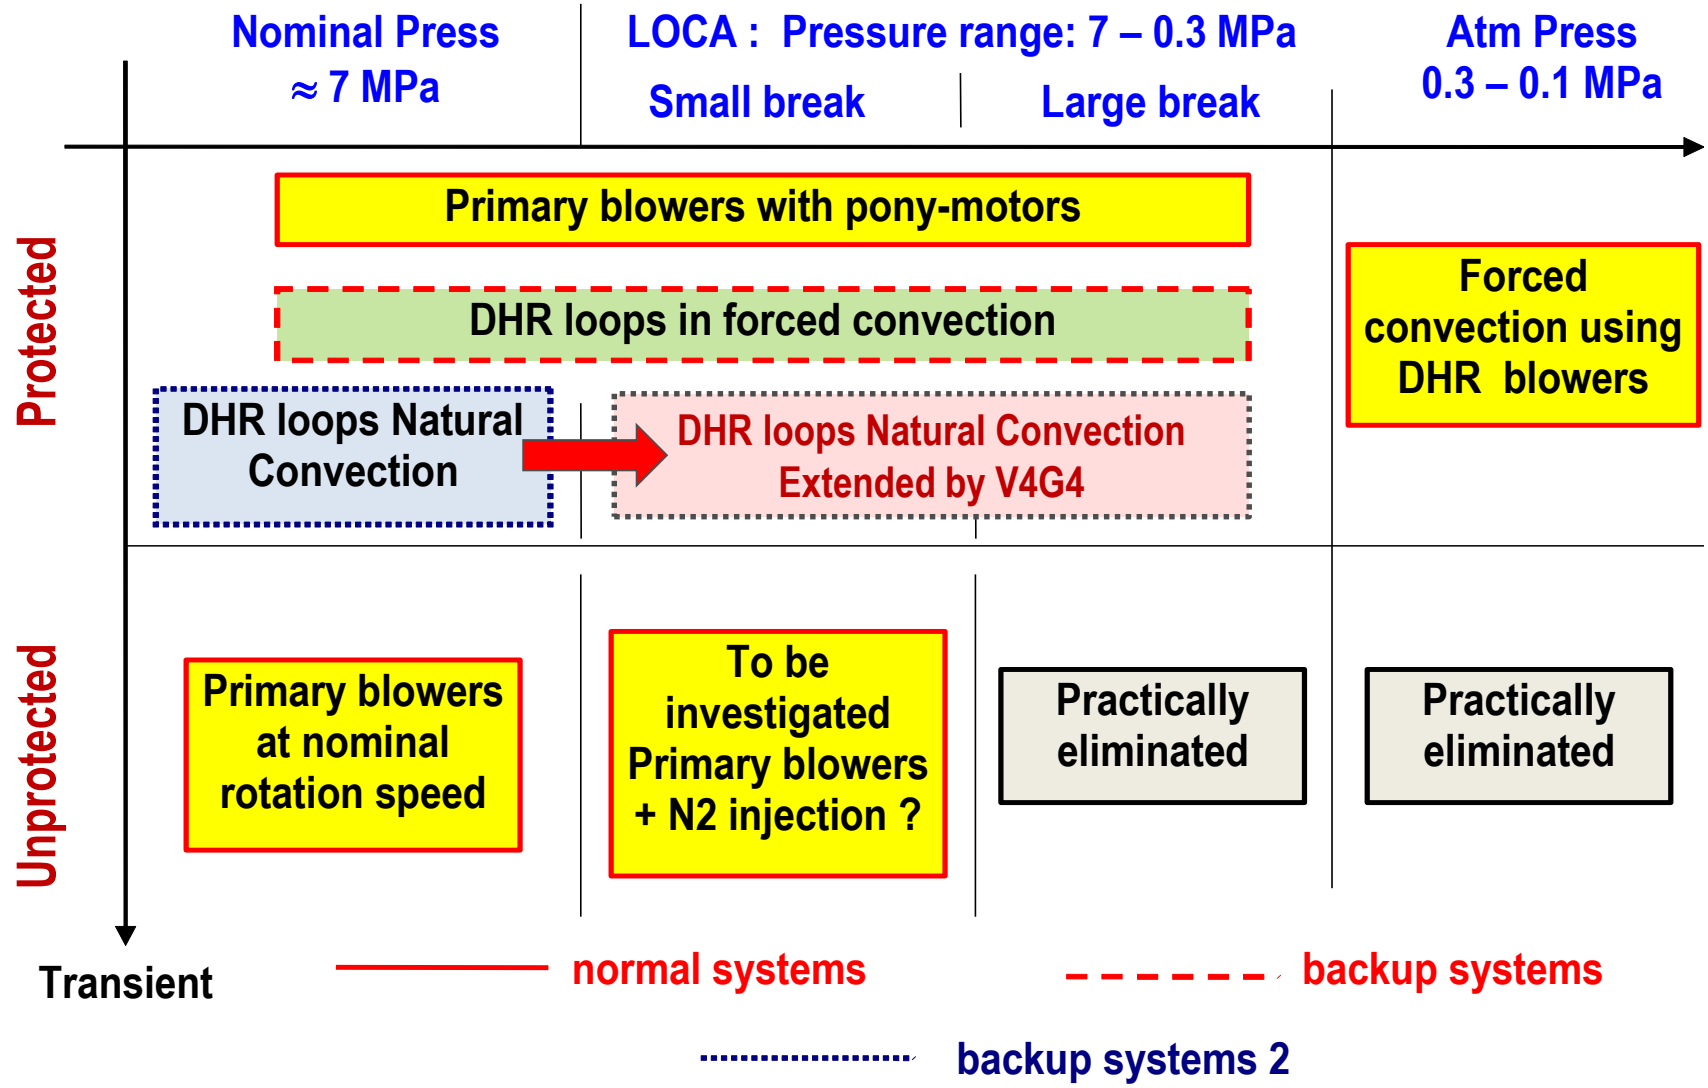 Nominal Press
≈ 7 MPa
LOCA : Pressure range: 7 – 0.3 MPa
Small break
Large break
Atm Press
0.3 – 0.1 MPa
Protected
Primary blowers with pony-motors
DHR loops in forced convection
DHR loops Natural
Convection
DHR loops Natural Convection
Extended by V4G4
Forced
convection using
DHR blowers
Unprotected
Primary blowers
at nominal
rotation speed
To be
investigated
Primary blowers
+ N2 injection ?
Practically
eliminated
Practically
eliminated
Transient
normal systems
backup systems
backup systems 2